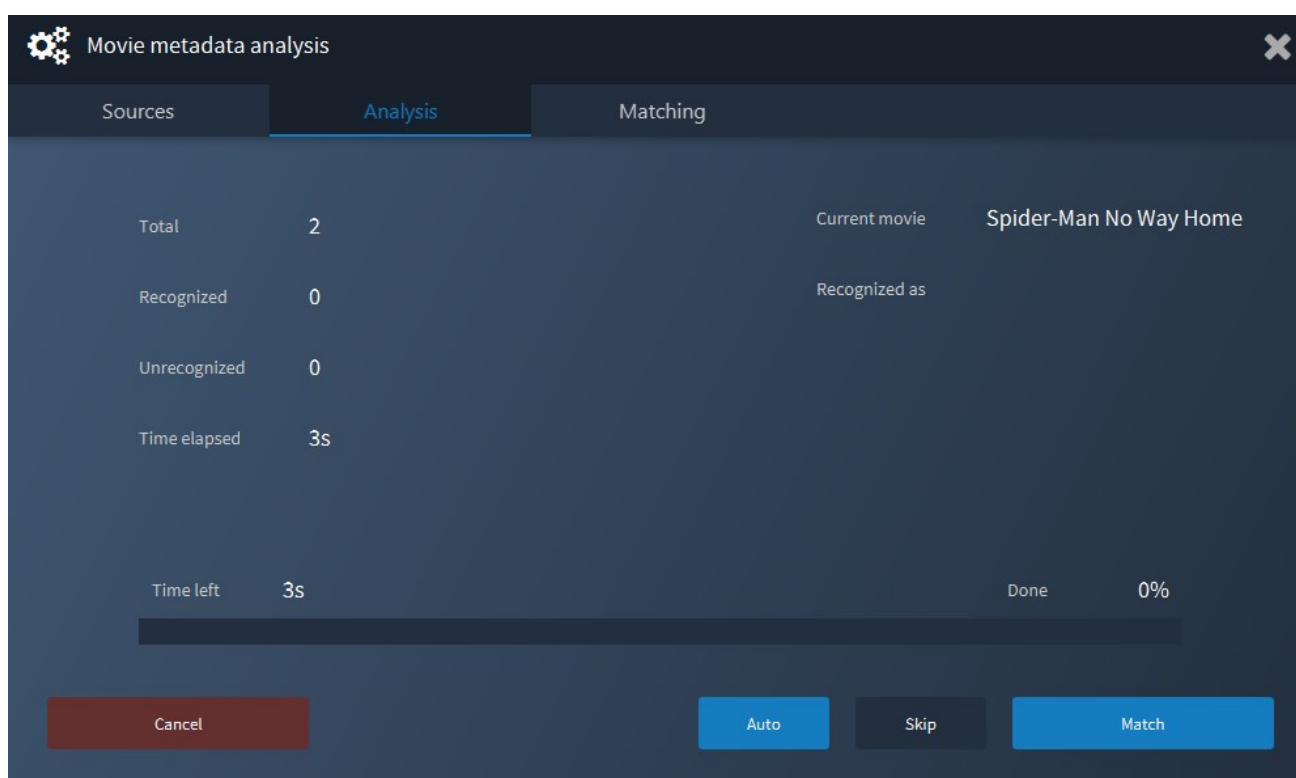 Movie metadada analysis
Sources Analysis Matching
Total 2
Current movie Spider-Man No Way Home
Recognized 0
Recognized as
Unrecognized 0
Time elapsed 3s
Time left 3s
Done 0%
Cancel Auto Skip Match